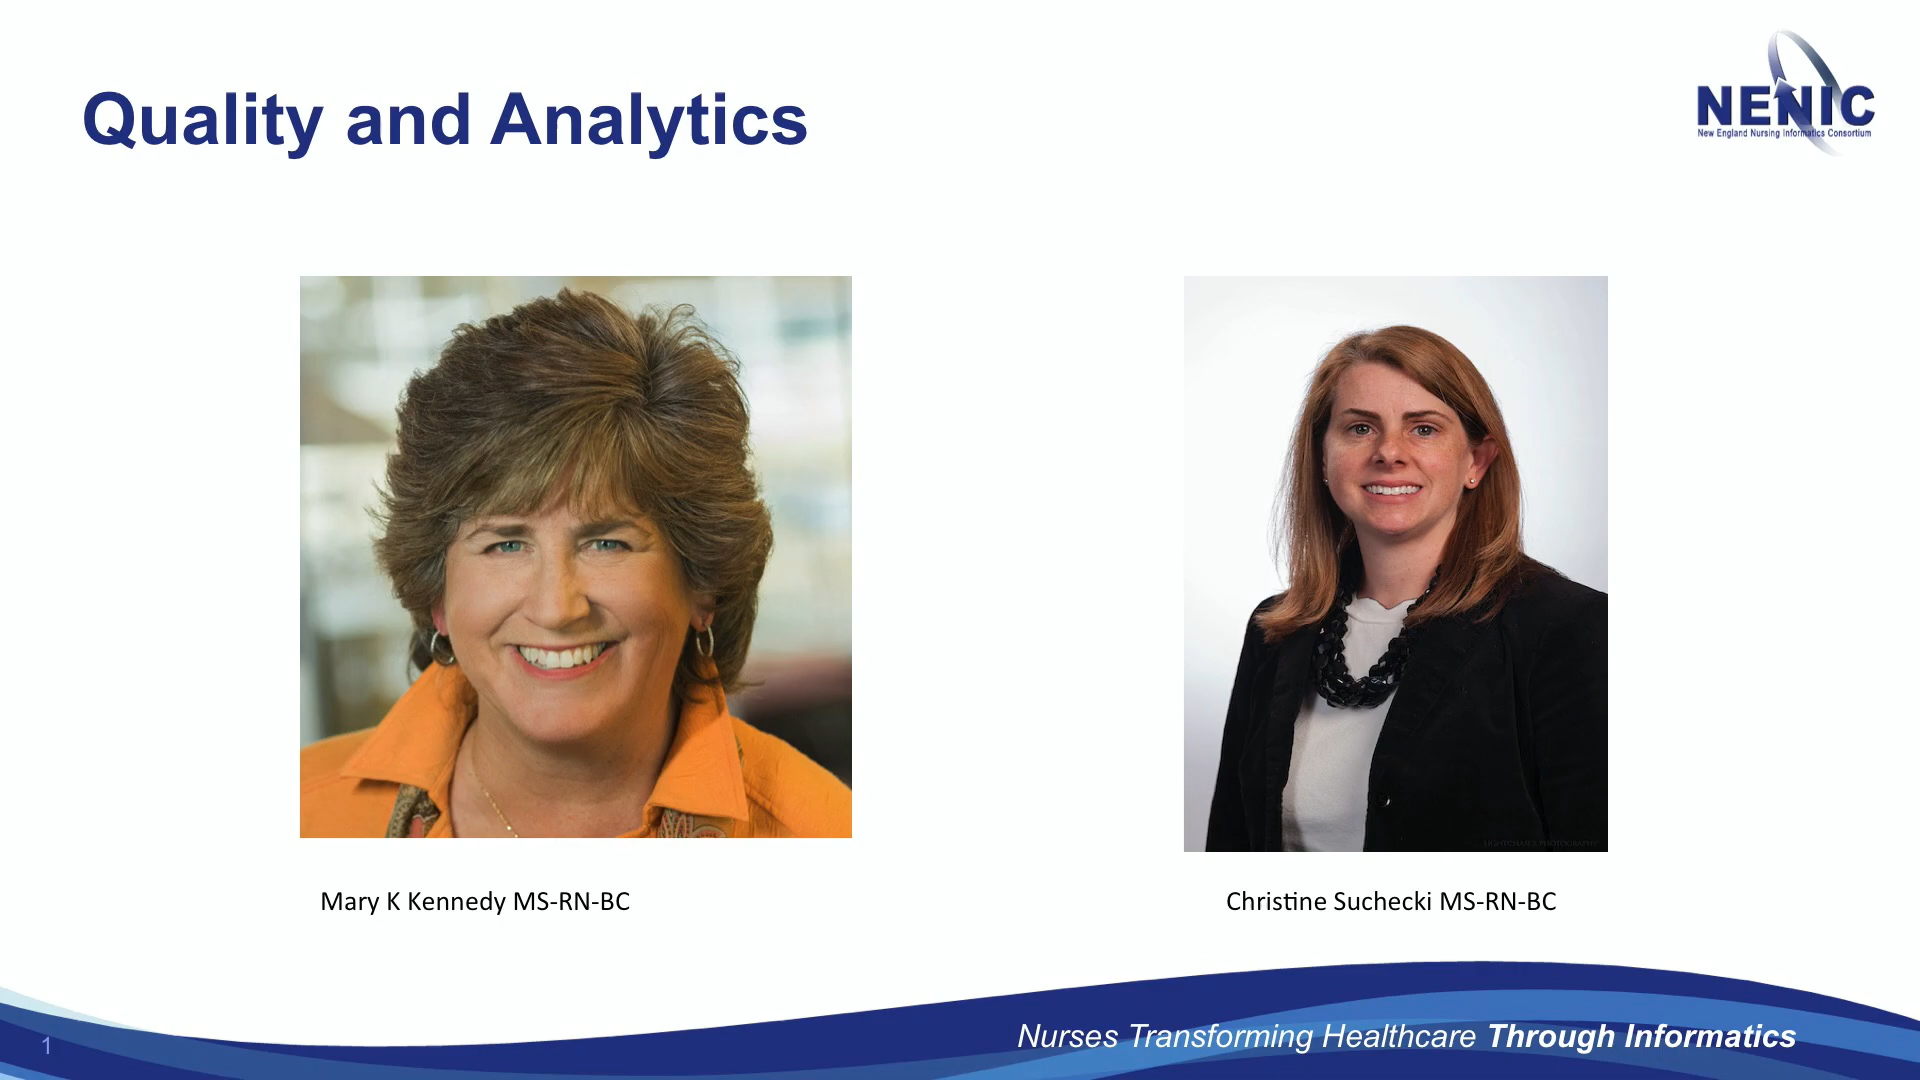 Quality and Analytics
NENIC
New England Nursing Informatics Consortium
Mary K Kennedy MS-RN-BC
Christine Suchecki MS-RN-BC
Nurses Transforming Healthcare Through Informatics
1